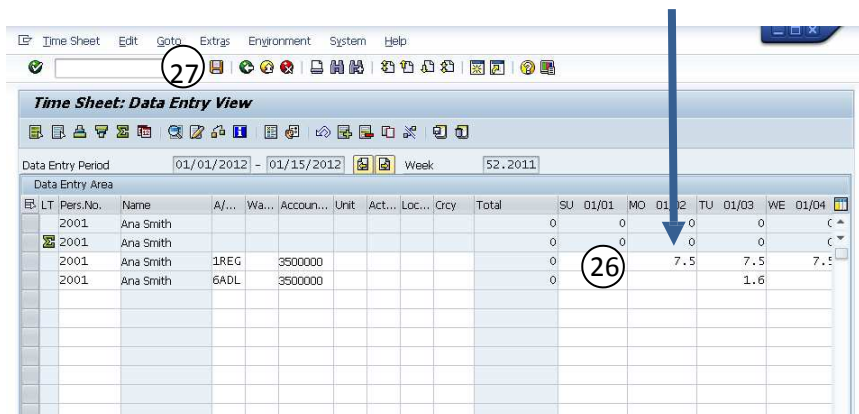 Time Sheet Edit Goto Extras Environment System Help
27
Time Sheet: Data Entry View
Data Entry Period 01/01/2012 - 01/15/2012 Week 52.2011
Data Entry Area
LT Pers.No. Name A/... Wa... Accoun... Unit Act... Loc... Crcy Total SU 01/01 MO 01/02 TU 01/03 WE 01/04
2001 Ana Smith 0 0 0 0
2001 Ana Smith 0 0 0 0
2001 Ana Smith 1REG 3500000 0 26 7.5 7.5 7.5
2001 Ana Smith 6ADL 3500000 0 1.6